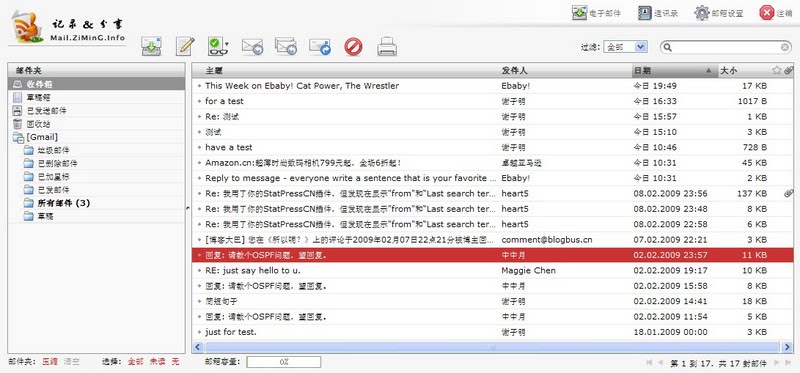 电子邮件 通讯录 邮箱设置 注销
记录&分享
Mail.ZiMinG.Info
过滤: 全部
邮件夹
收件箱
草稿箱
已发送邮件
回收站
[Gmail]
垃圾邮件
已删除邮件
已加星标
已发邮件
所有邮件 (3)
草稿
主题 发件人 日期 大小
This Week on Ebaby! Cat Power, The Wrestler Ebaby! 今日 19:49 17 KB
for a test 谢子明 今日 16:33 1017 B
Re: 测试 谢子明 今日 15:57 1 KB
测试 谢子明 今日 15:10 3 KB
have a test 谢子明 今日 10:46 728 B
Amazon.cn:超薄时尚数码相机799元起，全场6折起! 卓越亚马逊 今日 10:31 45 KB
Reply to message - everyone write a sentence that is your favorite ... Ebaby! 今日 10:31 2 KB
Re: 我用了你的StatPressCN插件，但发现在显示"from"和"Last search ter... heart5 08.02.2009 23:56 137 KB
Re: 我用了你的StatPressCN插件，但发现在显示"from"和"Last search ter... heart5 08.02.2009 23:48 8 KB
Re: 我用了你的StatPressCN插件，但发现在显示"from"和"Last search ter... heart5 08.02.2009 22:58 6 KB
[博客大巴] 您在《所以呢？》上的评论于2009年02月07日22点21分被博主回... comment@blogbus.cn 07.02.2009 22:21 3 KB
回复: 请教个OSPF问题，望回复。 中中月 02.02.2009 23:57 11 KB
RE: just say hello to u. Maggie Chen 02.02.2009 19:17 10 KB
回复: 请教个OSPF问题，望回复。 中中月 02.02.2009 15:58 8 KB
简短句子 谢子明 02.02.2009 14:41 18 KB
回复: 请教个OSPF问题，望回复。 中中月 02.02.2009 11:54 5 KB
just for test. 谢子明 18.01.2009 00:00 3 KB
邮件夹: 压缩 清空 选择: 全部 未读 无 邮箱容量: 0% 第 1 到 17，共 17 封邮件